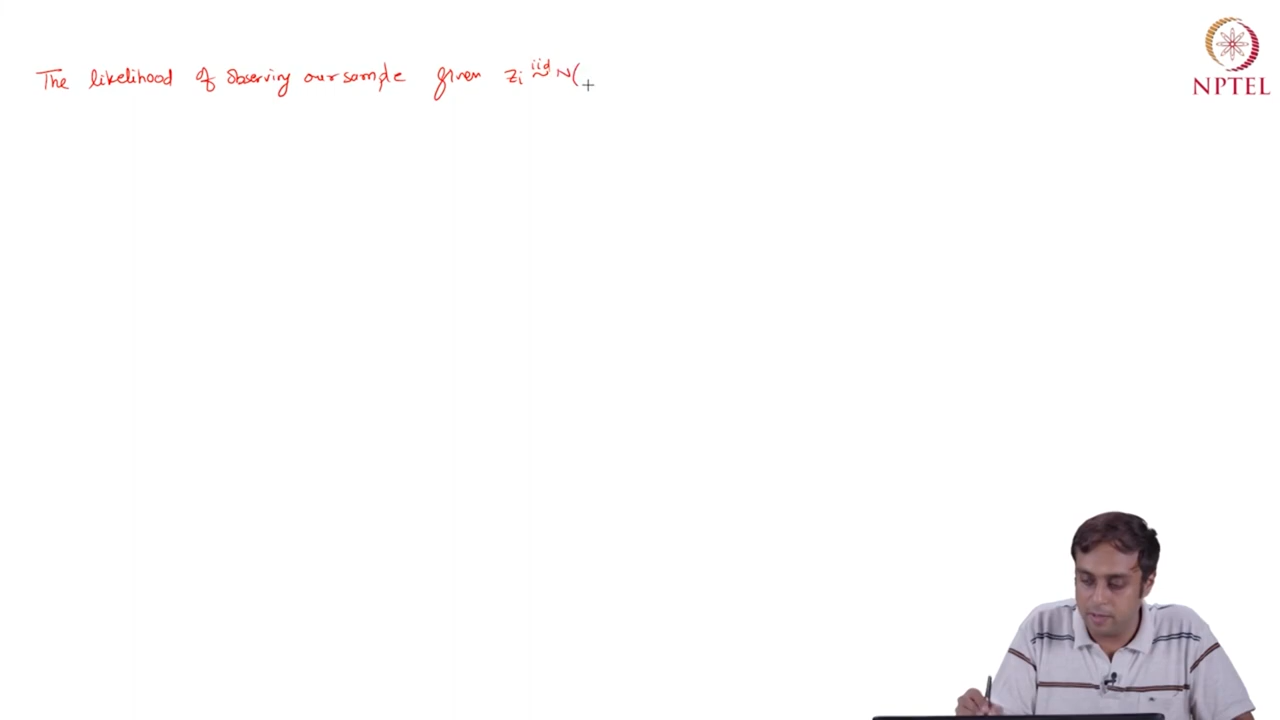 The likelihood of observing our sample given Zi iid ~ N(
NPTEL